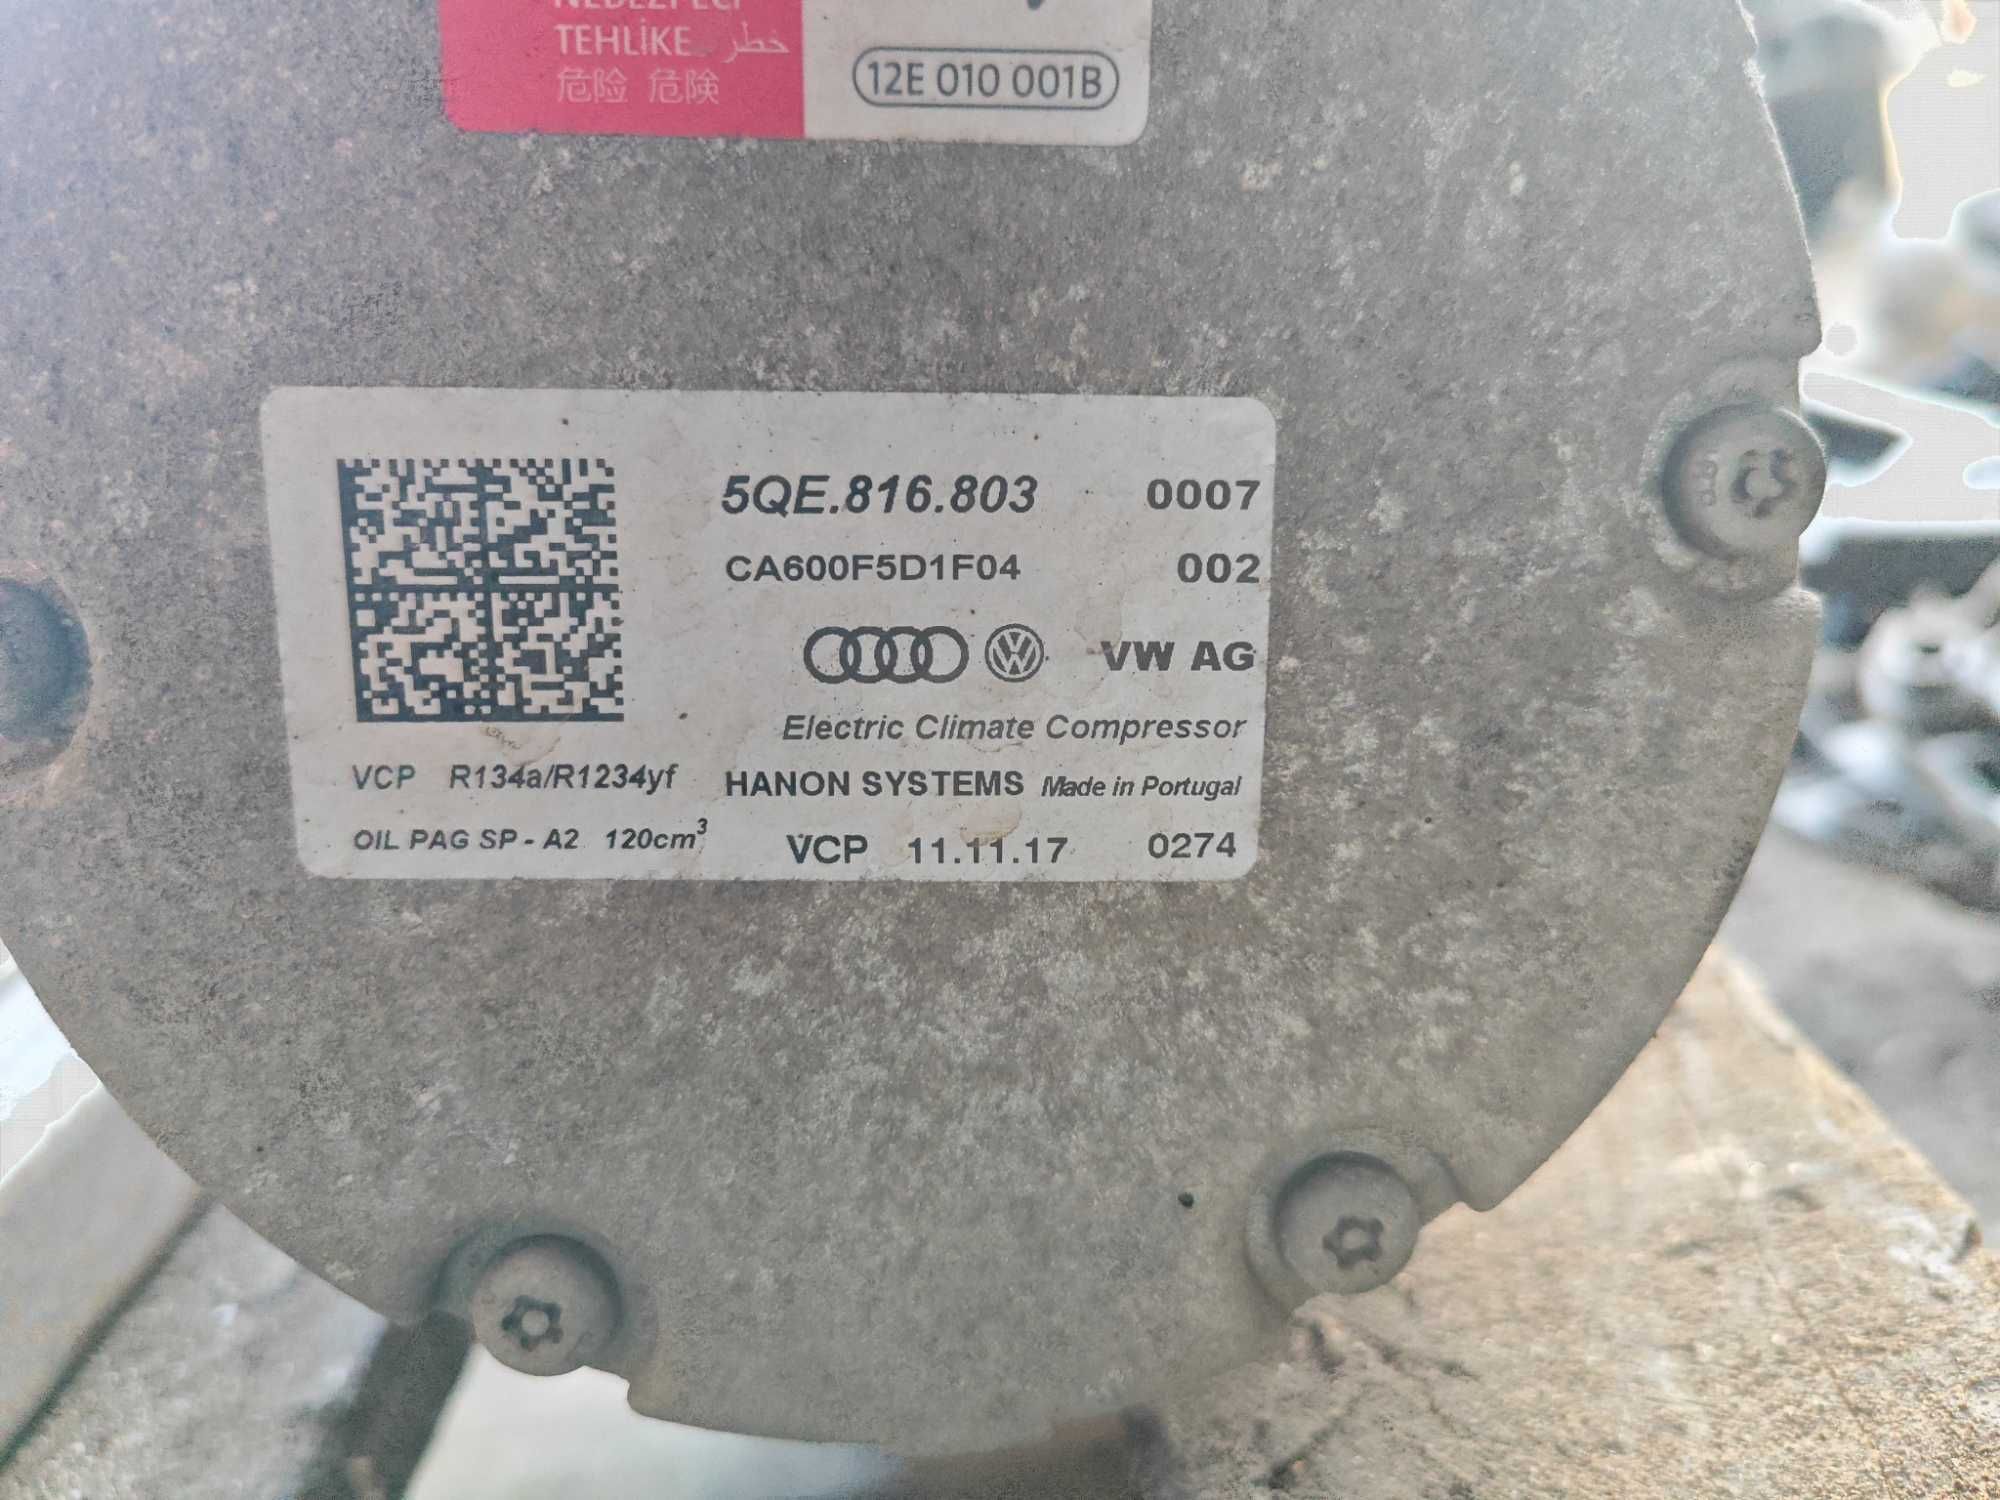 TEHLİKE خطر
危险 危険
12E 010 001B
5QE.816.803 0007
CA600F5D1F04 002
VW AG
Electric Climate Compressor
VCP R134a/R1234yf HANON SYSTEMS Made in Portugal
OIL PAG SP - A2 120cm³ VCP 11.11.17 0274